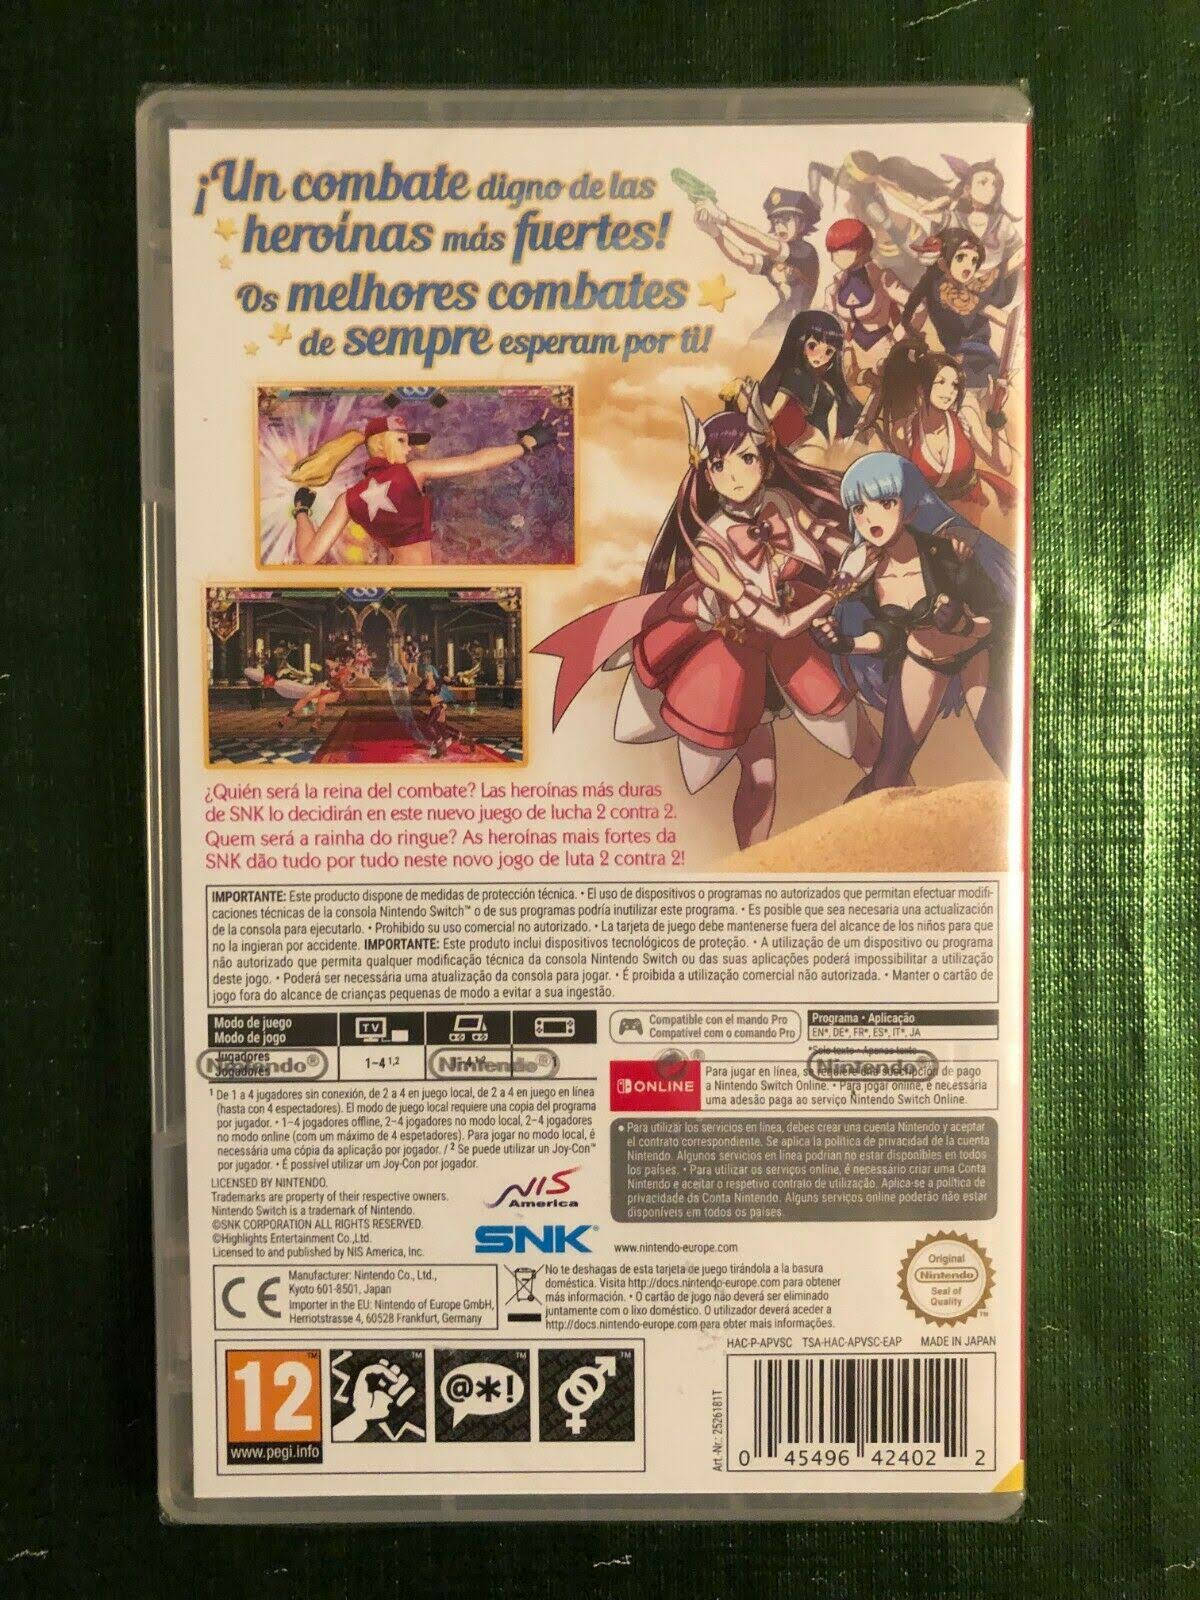 ¡Un combate digno de las
heroínas más fuertes!
Os melhores combates
de sempre esperam por ti!
¿Quién será la reina del combate? Las heroínas más duras
de SNK lo decidirán en este nuevo juego de lucha 2 contra 2.
Quem será a rainha do ringue? As heroínas mais fortes da
SNK dão tudo por tudo neste novo jogo de luta 2 contra 2!
IMPORTANTE: Este producto dispone de medidas de protección técnica. • El uso de dispositivos o programas no autorizados que permitan efectuar modifi-
caciones técnicas de la consola Nintendo Switch™ o de sus programas podría inutilizar este programa. • Es posible que sea necesaria una actualización
de la consola para ejecutarlo. • Prohibido su uso comercial no autorizado. • La tarjeta de juego debe mantenerse fuera del alcance de los niños para que
no la ingieran por accidente. IMPORTANTE: Este produto inclui dispositivos tecnológicos de proteção. • A utilização de um dispositivo ou programa
não autorizado que permita qualquer modificação técnica da consola Nintendo Switch ou das suas aplicações poderá impossibilitar a utilização
deste jogo. • Poderá ser necessária uma atualização da consola para jogar. • É proibida a utilização comercial não autorizada. • Manter o cartão de
jogo fora do alcance de crianças pequenas de modo a evitar a sua ingestão.
Modo de juego
Modo de jogo
TV
Jugadores
Jogadores
1-4 1,2
1-4 1,2
1
Nintendo®
Nintendo®
Nintendo®
Compatible con el mando Pro
Compatível com o comando Pro
Programa • Aplicação
EN*, DE*, FR*, ES*, IT*, JA
*Solo texto • Apenas texto
ONLINE
Para jugar en línea, se requiere una suscripción de pago
a Nintendo Switch Online. • Para jogar online, é necessária
uma adesão paga ao serviço Nintendo Switch Online.
¹ De 1 a 4 jugadores sin conexión, de 2 a 4 en juego local, de 2 a 4 en juego en línea
(hasta con 4 espectadores). El modo de juego local requiere una copia del programa
por jugador. • 1-4 jogadores offline, 2-4 jogadores no modo local, 2-4 jogadores
no modo online (com um máximo de 4 espetadores). Para jogar no modo local, é
necessária uma cópia da aplicação por jogador. / ² Se puede utilizar un Joy-Con™
por jugador. • É possível utilizar um Joy-Con por jogador.
• Para utilizar los servicios en línea, debes crear una cuenta Nintendo y aceptar
el contrato correspondiente. Se aplica la política de privacidad de la cuenta
Nintendo. Algunos servicios en línea podrían no estar disponibles en todos
los países. • Para utilizar os serviços online, é necessário criar uma Conta
Nintendo e aceitar o respetivo contrato de utilização. Aplica-se a política de
privacidade da Conta Nintendo. Alguns serviços online poderão não estar
disponíveis em todos os países.
LICENSED BY NINTENDO.
Trademarks are property of their respective owners.
Nintendo Switch is a trademark of Nintendo.
©SNK CORPORATION ALL RIGHTS RESERVED.
©Highlights Entertainment Co.,Ltd.
Licensed to and published by NIS America, Inc.
NIS
America
SNK®
www.nintendo-europe.com
CE
Manufacturer: Nintendo Co., Ltd.,
Kyoto 601-8501, Japan
Importer in the EU: Nintendo of Europe GmbH,
Herriotstrasse 4, 60528 Frankfurt, Germany
No te deshagas de esta tarjeta de juego tirándola a la basura
doméstica. Visita http://docs.nintendo-europe.com para obtener
más información. • O cartão de jogo não deverá ser eliminado
juntamente com o lixo doméstico. O utilizador deverá aceder a
http://docs.nintendo-europe.com para obter mais informações.
Original
Nintendo
Seal of
Quality
™
HAC-P-APVSC TSA-HAC-APVSC-EAP MADE IN JAPAN
12
www.pegi.info
@*!
Art.-Nr.: 2526181T
0 45496 42402 2